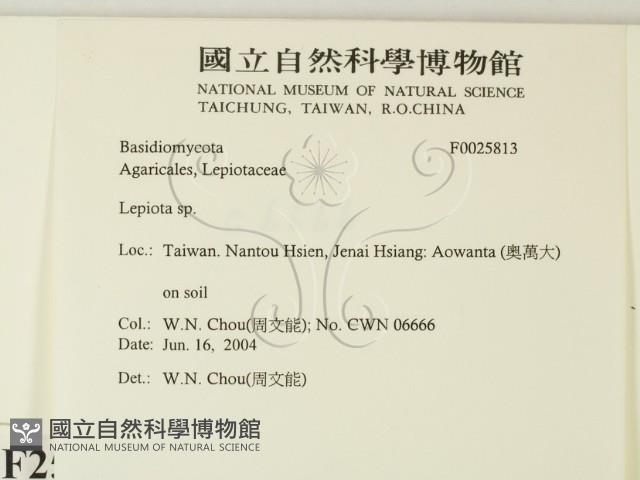 國立自然科學博物館
NATIONAL MUSEUM OF NATURAL SCIENCE
TAICHUNG, TAIWAN, R.O.CHINA
Basidiomycota F0025813
Agaricales, Lepiotaceae
Lepiota sp.
Loc.: Taiwan. Nantou Hsien, Jenai Hsiang: Aowanta (奧萬大)
on soil
Col.: W.N. Chou(周文能); No. CWN 06666
Date: Jun. 16, 2004
Det.: W.N. Chou(周文能)
國立自然科學博物館
NATIONAL MUSEUM OF NATURAL SCIENCE